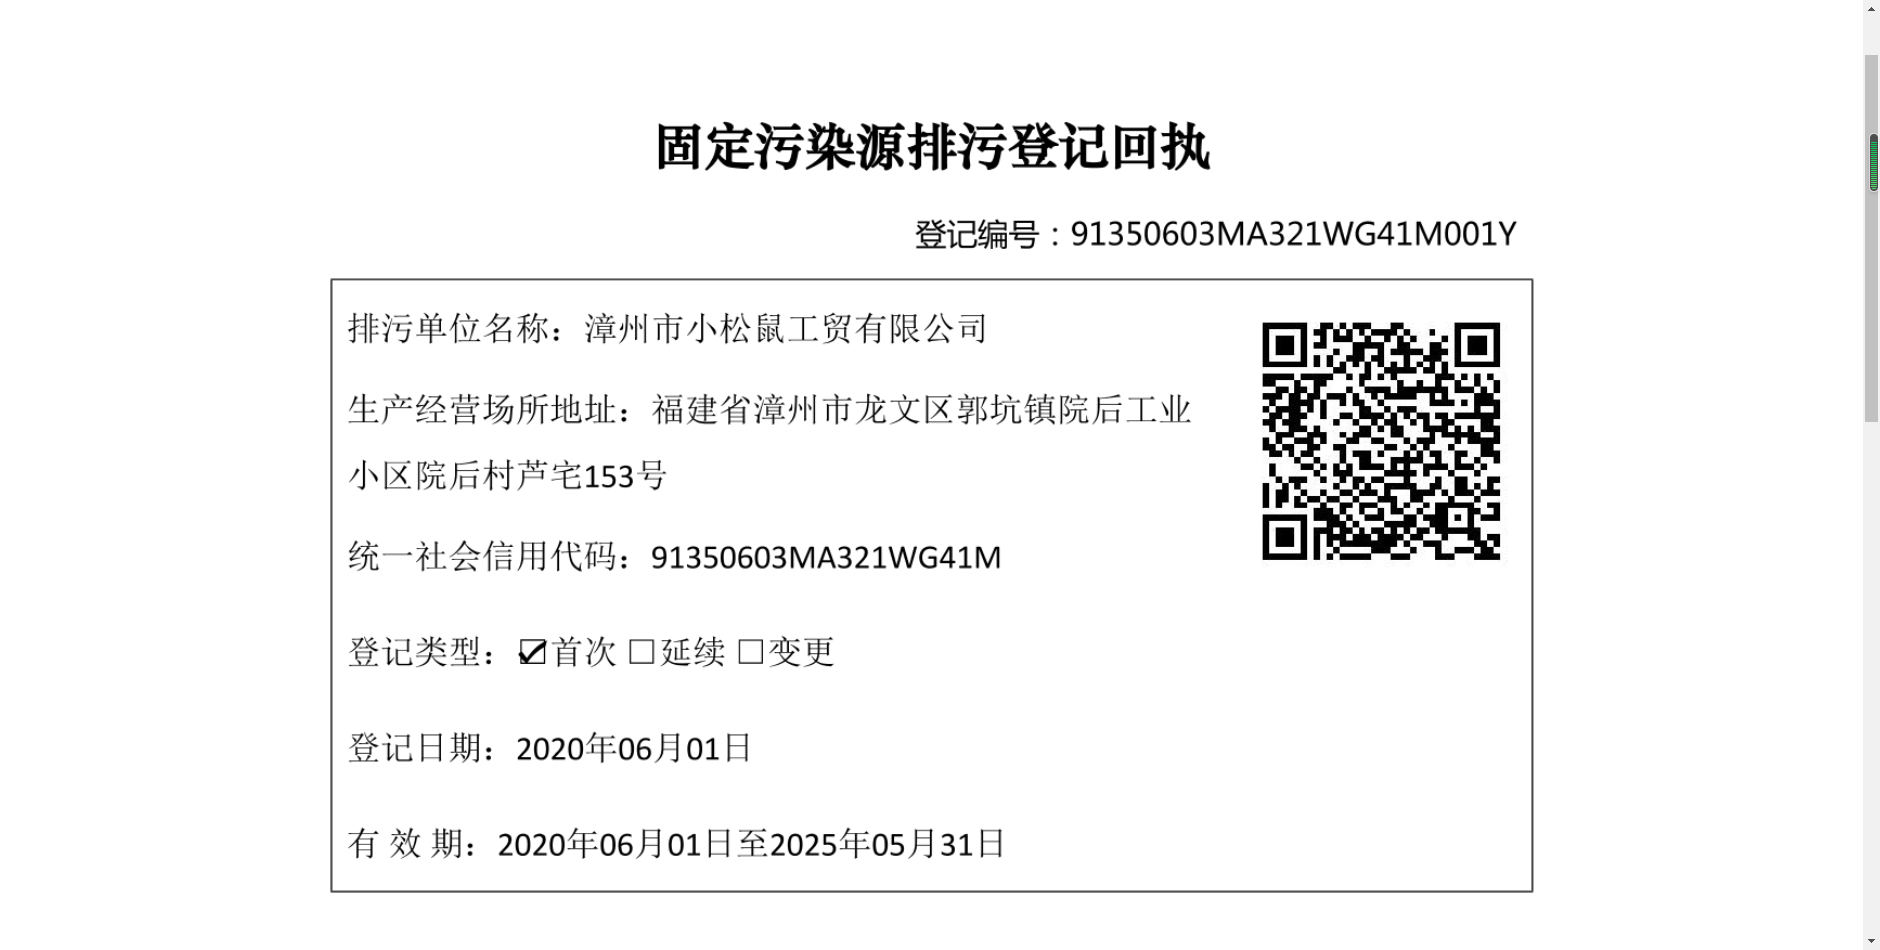 固定污染源排污登记回执
登记编号：91350603MA321WG41M001Y
排污单位名称：漳州市小松鼠工贸有限公司
生产经营场所地址：福建省漳州市龙文区郭坑镇院后工业
小区院后村芦宅153号
统一社会信用代码：91350603MA321WG41M
登记类型：☑首次 □延续 □变更
登记日期：2020年06月01日
有 效 期：2020年06月01日至2025年05月31日